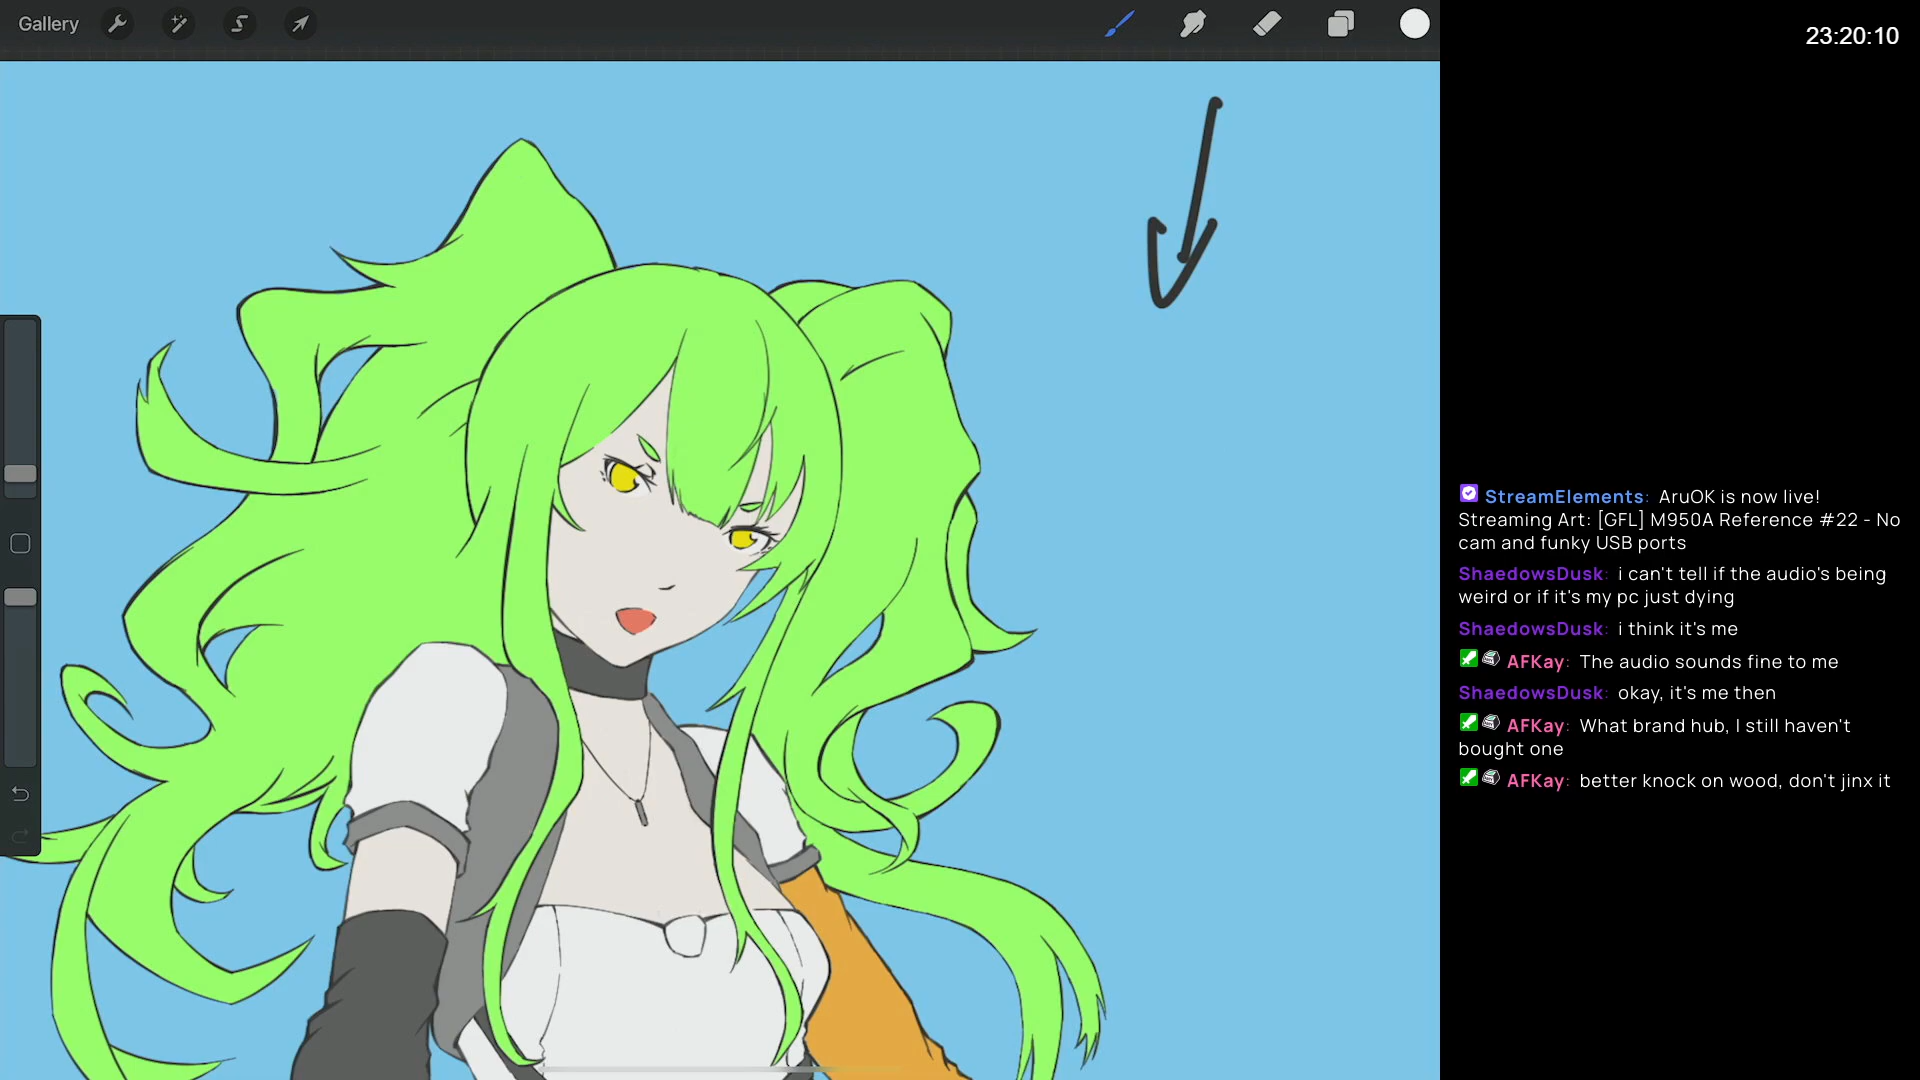 Gallery
23:20:10
StreamElements: AruOK is now live!
Streaming Art: [GFL] M950A Reference #22 - No
cam and funky USB ports
ShaedowsDusk: i can't tell if the audio's being
weird or if it's my pc just dying
ShaedowsDusk: i think it's me
AFKay: The audio sounds fine to me
ShaedowsDusk: okay, it's me then
AFKay: What brand hub, I still haven't
bought one
AFKay: better knock on wood, don't jinx it